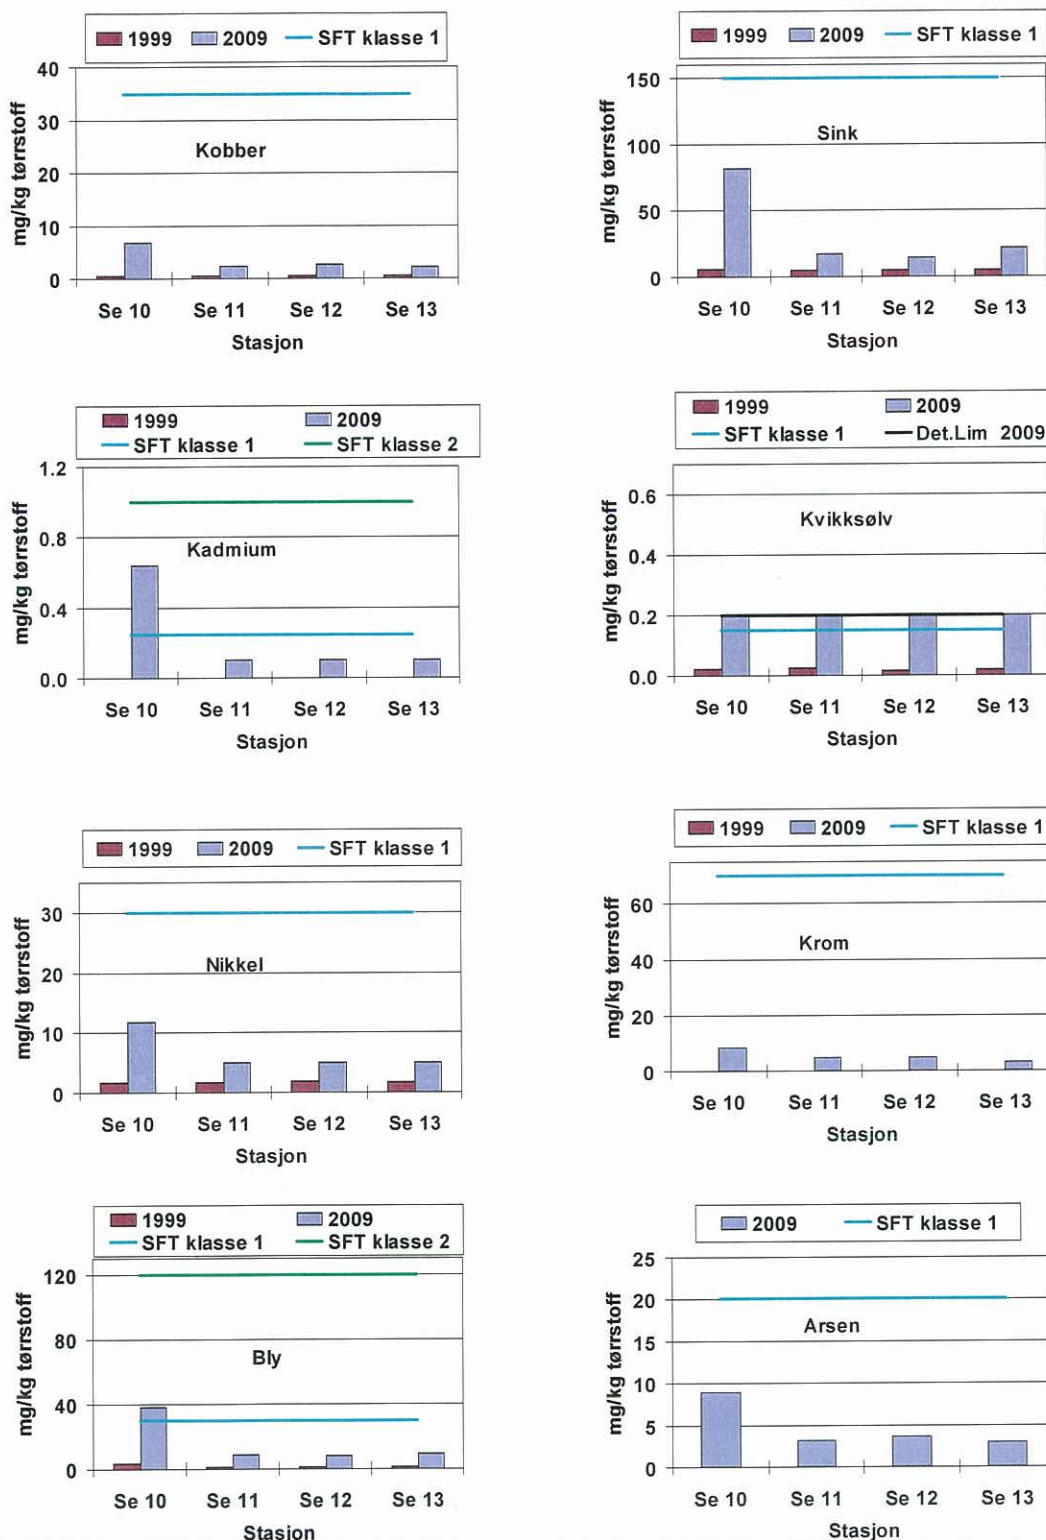 1999 2009 SFT klasse 1
mg/kg tørrstoff
40
30
20
10
0
Kobber
Se 10 Se 11 Se 12 Se 13
Stasjon
1999 2009 SFT klasse 1
mg/kg tørrstoff
150
100
50
0
Sink
Se 10 Se 11 Se 12 Se 13
Stasjon
1999 2009
SFT klasse 1 SFT klasse 2
mg/kg tørrstoff
1.2
0.8
0.4
0.0
Kadmium
Se 10 Se 11 Se 12 Se 13
Stasjon
1999 2009
SFT klasse 1 Det.Lim 2009
mg/kg tørrstoff
0.6
0.4
0.2
0.0
Kvikksølv
Se 10 Se 11 Se 12 Se 13
Stasjon
1999 2009 SFT klasse 1
mg/kg tørrstoff
30
20
10
0
Nikkel
Se 10 Se 11 Se 12 Se 13
Stasjon
1999 2009 SFT klasse 1
mg/kg tørrstoff
60
40
20
0
Krom
Se 10 Se 11 Se 12 Se 13
Stasjon
1999 2009
SFT klasse 1 SFT klasse 2
mg/kg tørrstoff
120
80
40
0
Bly
Se 10 Se 11 Se 12 Se 13
Stasjon
2009 SFT klasse 1
mg/kg tørrstoff
25
20
15
10
5
0
Arsen
Se 10 Se 11 Se 12 Se 13
Stasjon